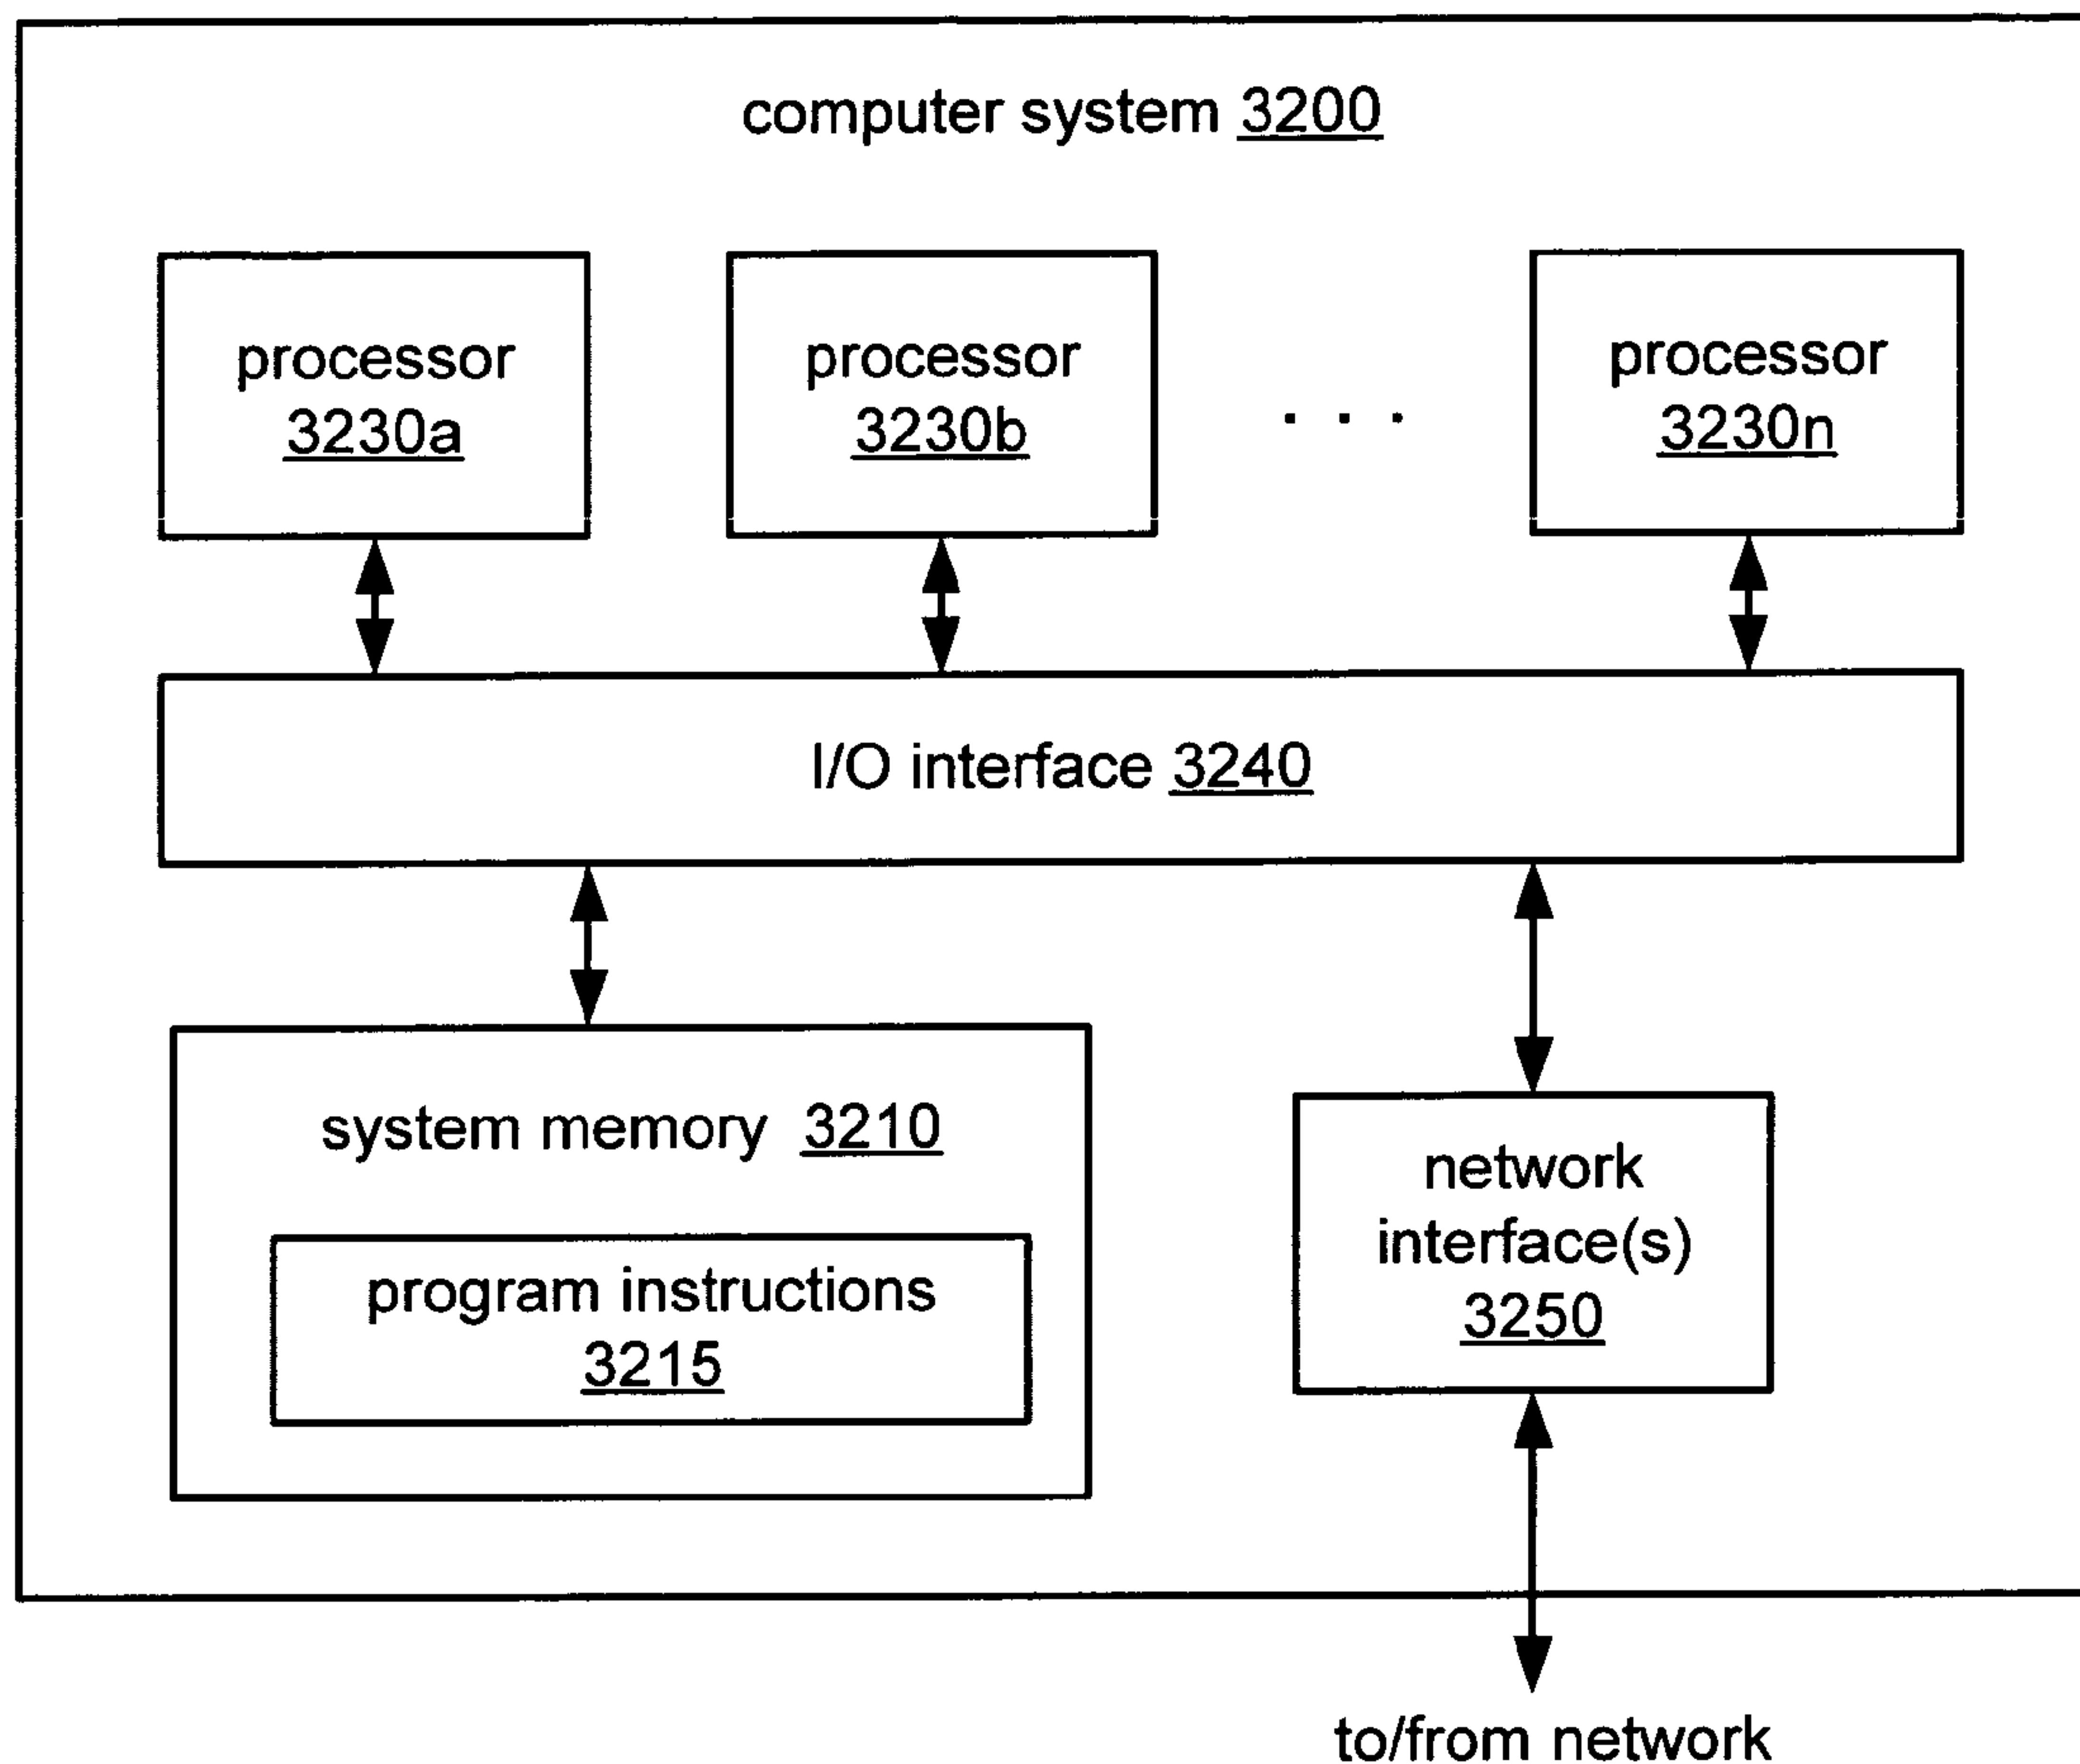 computer system 3200
processor
3230a
processor
3230b
. . .
processor
3230n
I/O interface 3240
system memory 3210
program instructions
3215
network
interface(s)
3250
to/from network